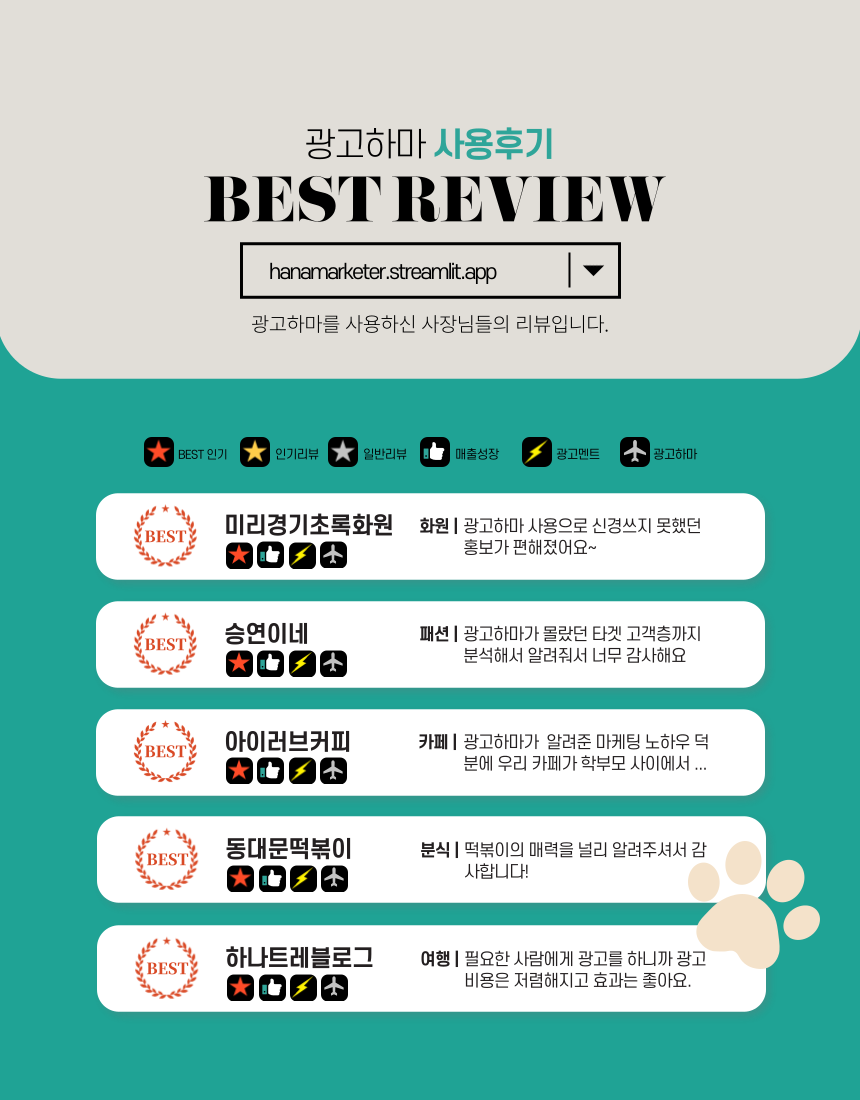 광고하마 사용후기
BEST REVIEW
hanamarketer.streamlit.app
광고하마를 사용하신 사장님들의 리뷰입니다.
BEST 인기 인기리뷰 일반리뷰 매출성장 광고멘트 광고하마
BEST
미리경기초록화원
화원 | 광고하마 사용으로 신경쓰지 못했던
홍보가 편해졌어요~
BEST
승연이네
패션 | 광고하마가 몰랐던 타겟 고객층까지
분석해서 알려줘서 너무 감사해요
BEST
아이러브커피
카페 | 광고하마가 알려준 마케팅 노하우 덕
분에 우리 카페가 학부모 사이에서 ...
BEST
동대문떡볶이
분식 | 떡볶이의 매력을 널리 알려주셔서 감
사합니다!
BEST
하나트레블로그
여행 | 필요한 사람에게 광고를 하니까 광고
비용은 저렴해지고 효과는 좋아요.